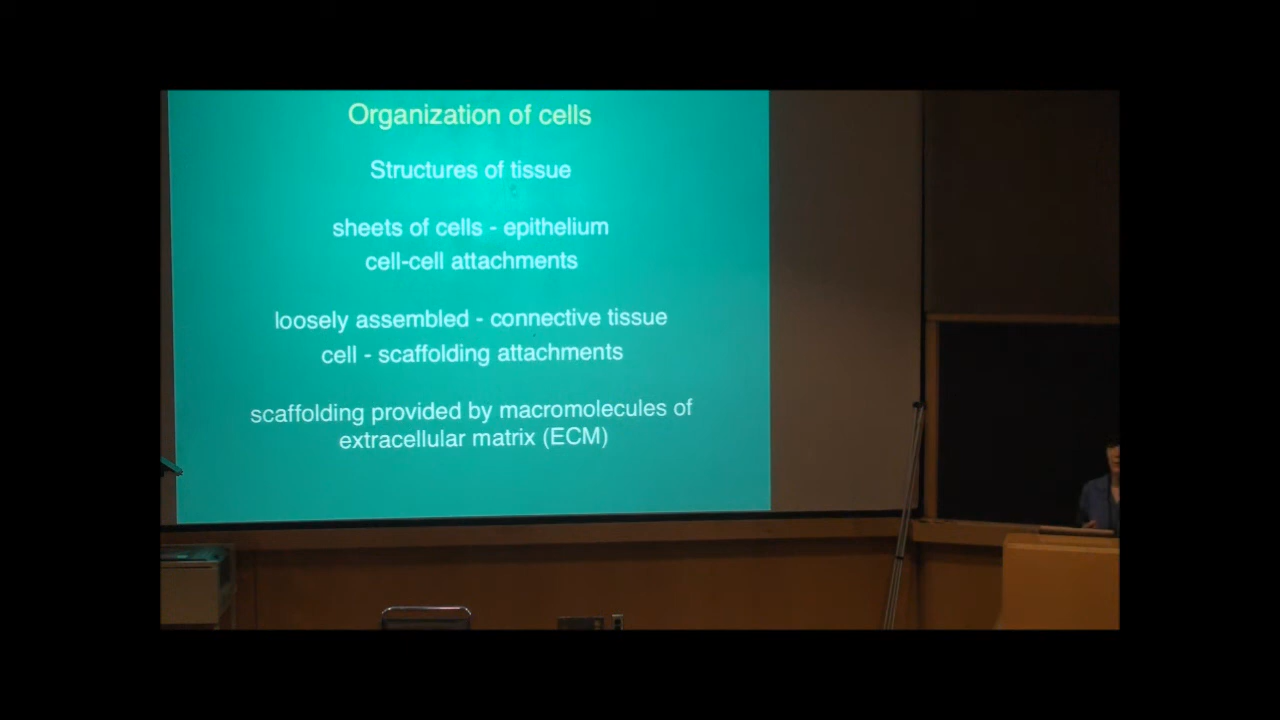 Organization of cells
Structures of tissue
sheets of cells - epithelium
cell-cell attachments
loosely assembled - connective tissue
cell - scaffolding attachments
scaffolding provided by macromolecules of
extracellular matrix (ECM)